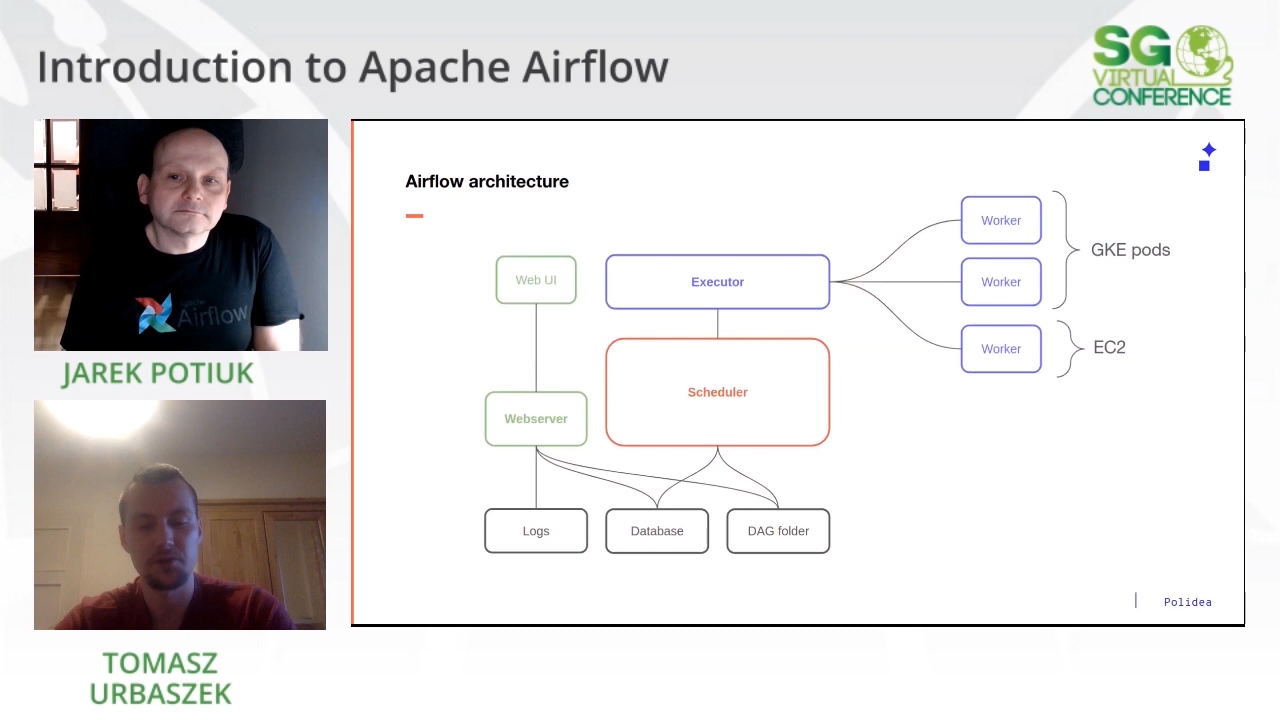 Introduction to Apache Airflow
SG
VIRTUAL
CONFERENCE
Airflow
JAREK POTIUK
TOMASZ
URBASZEK
Airflow architecture
Web UI
Executor
Worker
Worker
Worker
GKE pods
EC2
Scheduler
Webserver
Logs
Database
DAG folder
Polidea